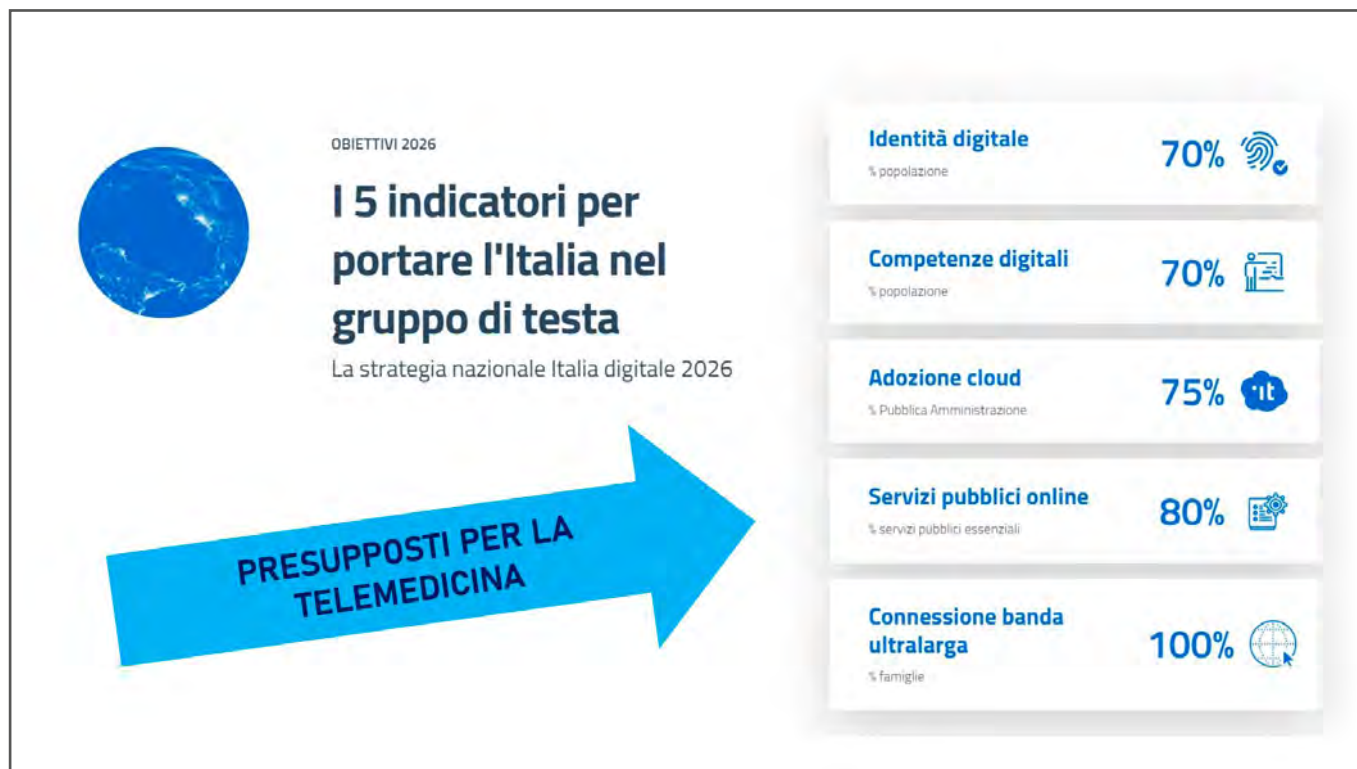 OBIETTIVI 2026
I 5 indicatori per
portare l'Italia nel
gruppo di testa
La strategia nazionale Italia digitale 2026
PRESUPPOSTI PER LA
TELEMEDICINA
Identità digitale
% popolazione
70%
Competenze digitali
% popolazione
70%
Adozione cloud
% Pubblica Amministrazione
75%
.it
Servizi pubblici online
% servizi pubblici essenziali
80%
Connessione banda
ultralarga
% famiglie
100%